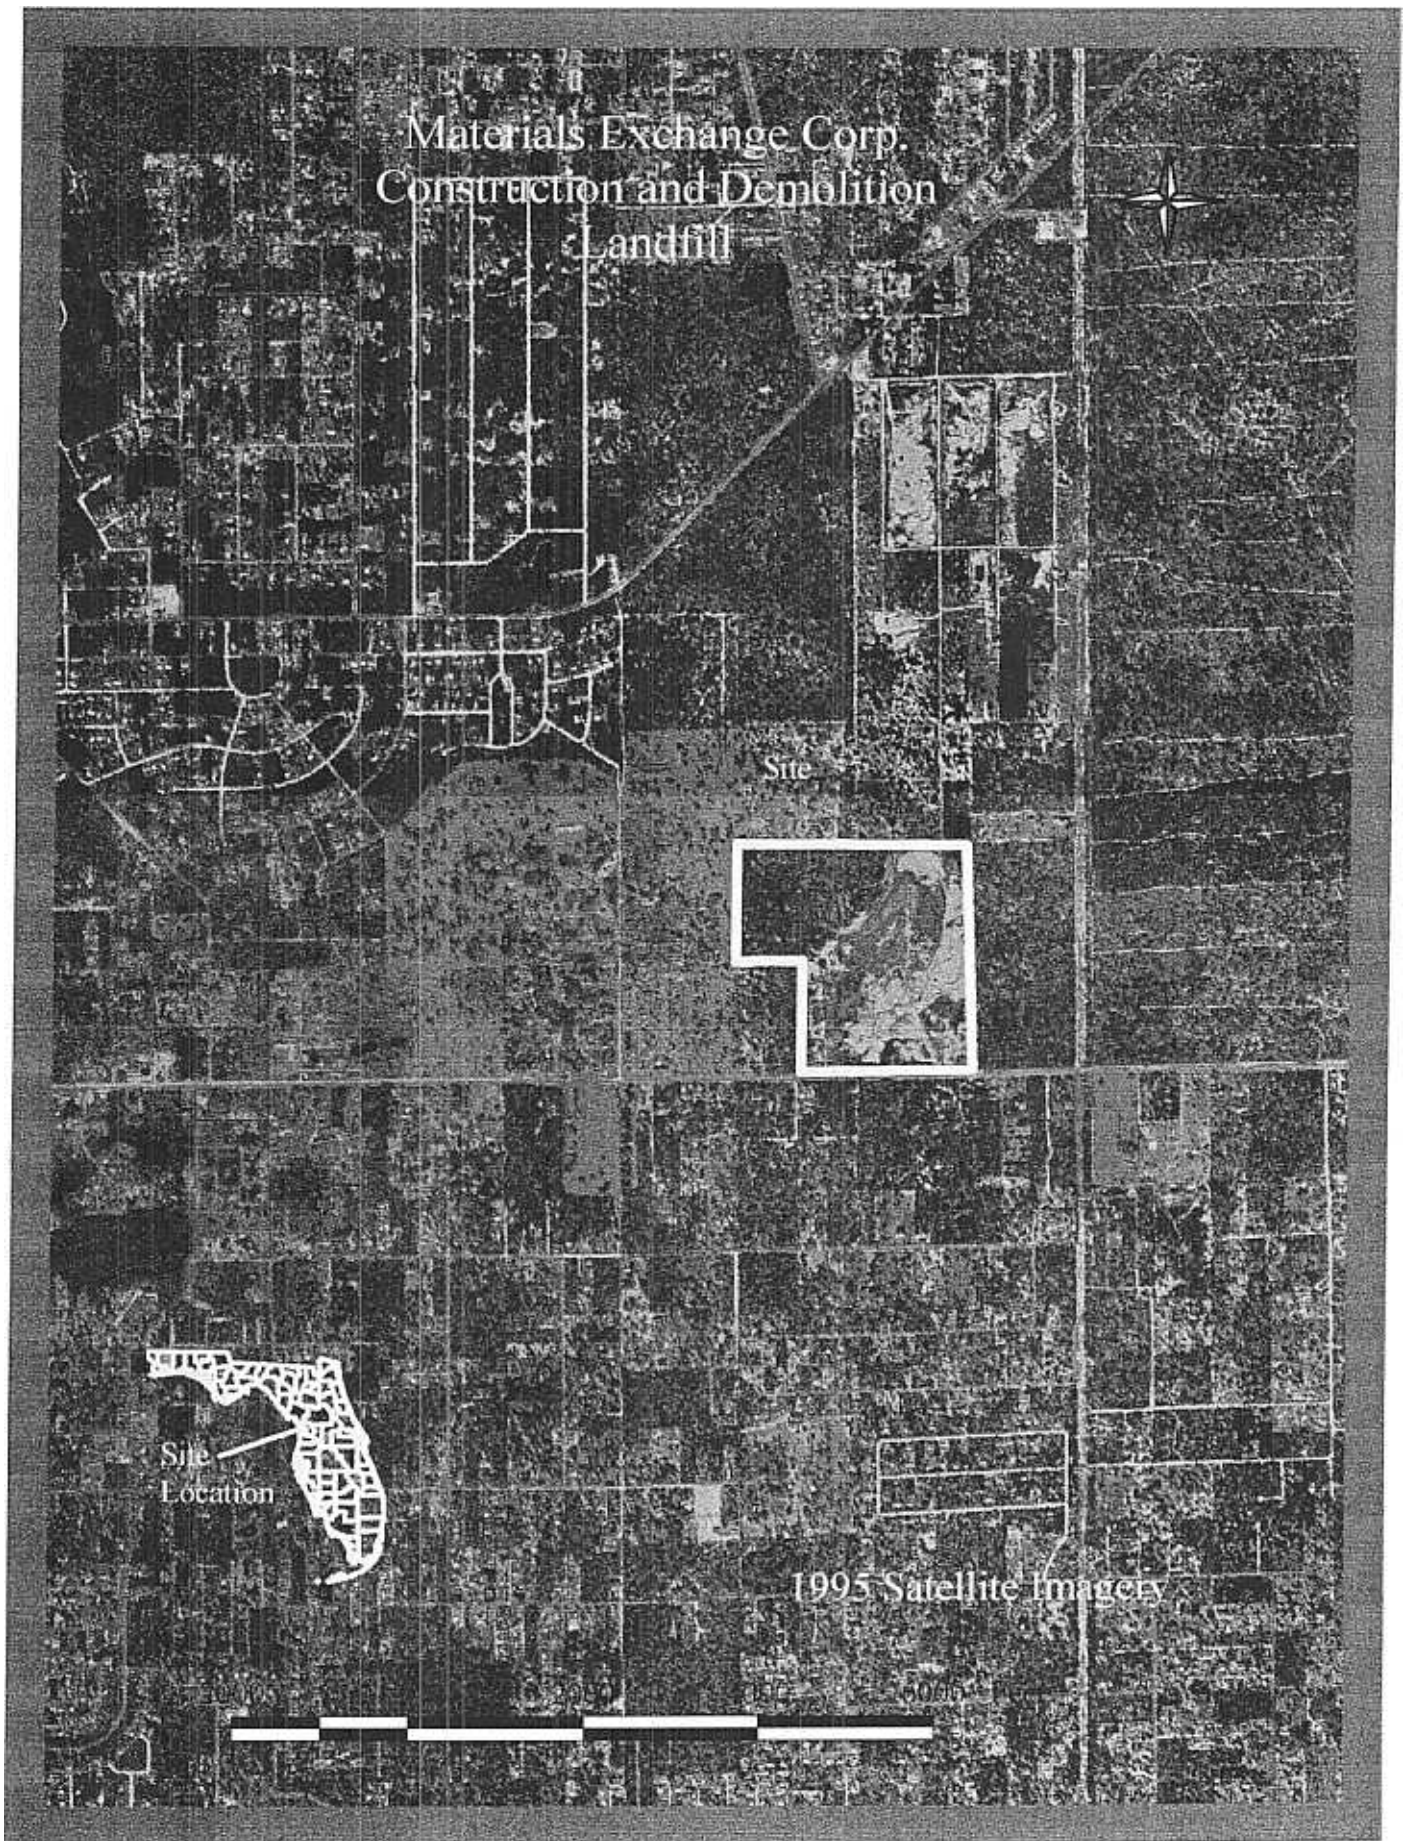 Materials Exchange Corp.
Construction and Demolition
Landfill
Site
Site
Location
1995 Satellite Imagery